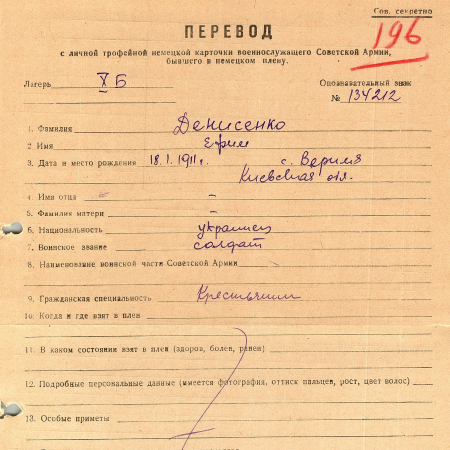 Сов. секретно
196
ПЕРЕВОД
с личной трофейной немецкой карточки военнослужащего Советской Армии,
бывшего в немецком плену.
Лагерь X Б Опознавательный знак
№ 134212
1. Фамилия Денисенко
2 Имя Ефим
3. Дата и место рождения 18.1.1911 г. с. Веримя
Киевская обл.
4. Имя отца –
5. Фамилия матери –
6. Национальность украинец
7. Воинское звание солдат
8. Наименование воинской части Советской Армии
9. Гражданская специальность Крестьянин
10. Когда и где взят в плен
11. В каком состоянии взят в плен (здоров, болен, ранен)
12. Подробные персональные данные (имеется фотография, оттиск пальцев, рост, цвет волос)
13. Особые приметы